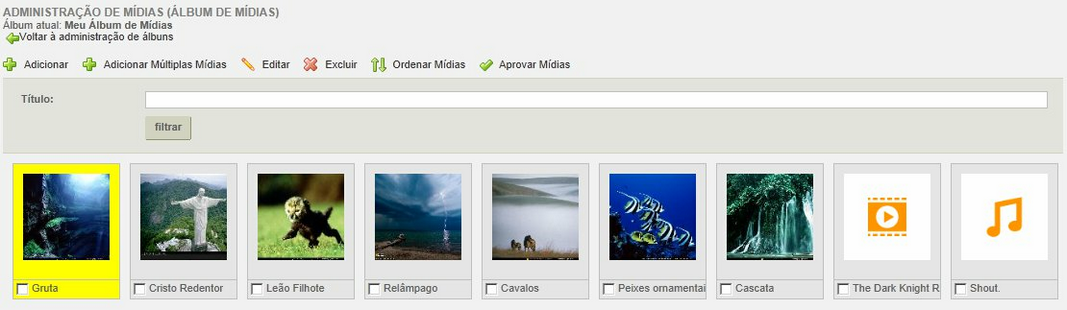 ADMINISTRAÇÃO DE MÍDIAS (ÁLBUM DE MÍDIAS)
Álbum atual: Meu Álbum de Mídias
Voltar à administração de álbuns
Adicionar Adicionar Múltiplas Mídias Editar Excluir Ordenar Mídias Aprovar Mídias
Título:
filtrar
Gruta Cristo Redentor Leão Filhote Relâmpago Cavalos Peixes ornamentai Cascata The Dark Knight R Shout.